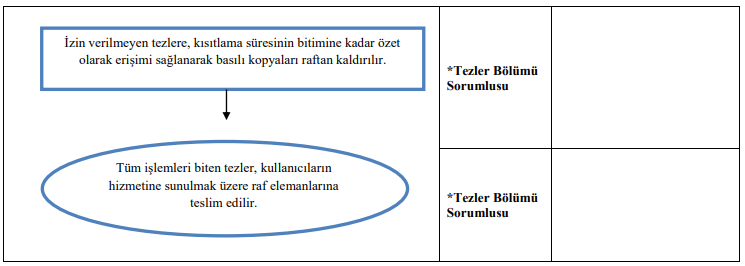 İzin verilmeyen tezlere, kısıtlama süresinin bitimine kadar özet
olarak erişimi sağlanarak basılı kopyaları raftan kaldırılır.
*Tezler Bölümü
Sorumlusu
Tüm işlemleri biten tezler, kullanıcıların
hizmetine sunulmak üzere raf elemanlarına
teslim edilir.
*Tezler Bölümü
Sorumlusu